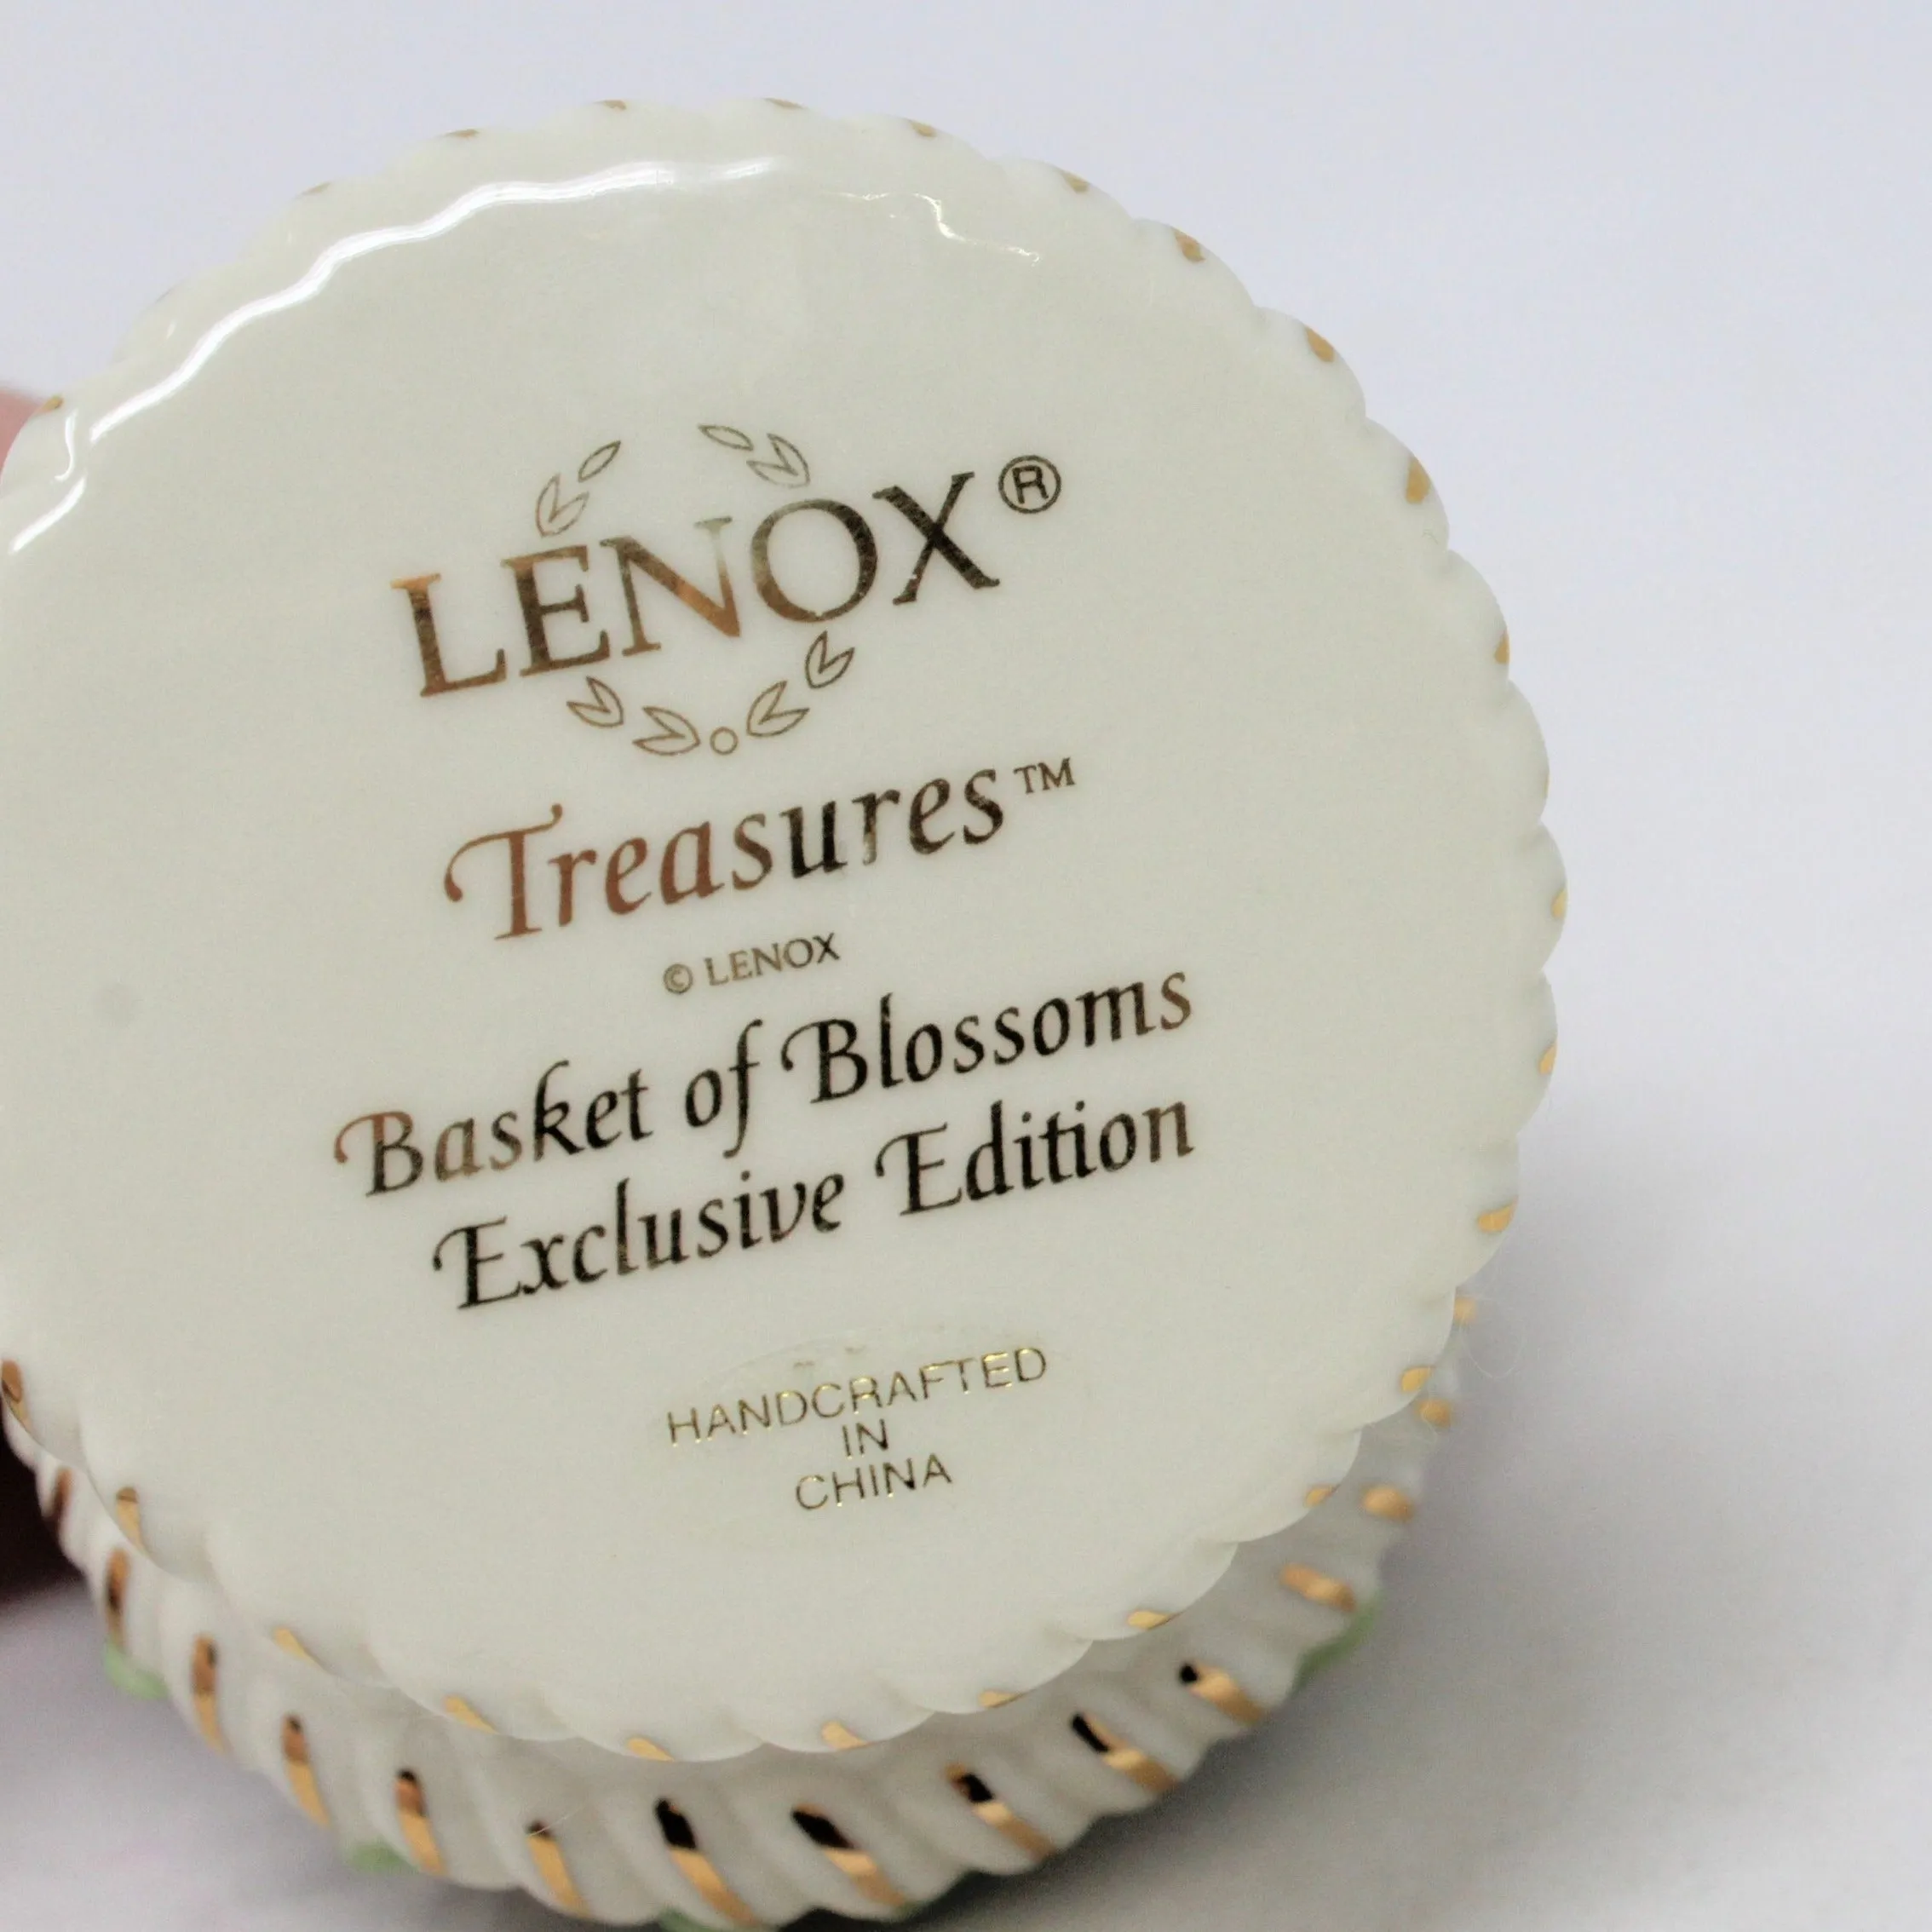 LENOX®
Treasures™
© LENOX
Basket of Blossoms
Exclusive Edition
HANDCRAFTED
IN
CHINA